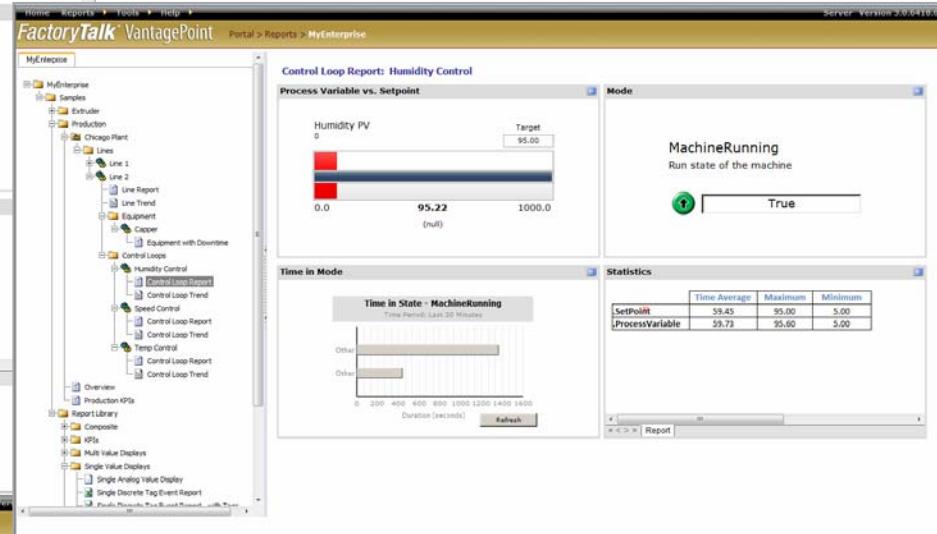 Home Reports Tools Help
Server Version 3.0.6410.0
FactoryTalk VantagePoint
Portal > Reports > MyEnterprise
MyEnterprise
MyEnterprise
Samples
Extruder
Production
Chicago Plant
Lines
Line 1
Line 2
Line Report
Line Trend
Equipment
Capper
Equipment with Downtime
Control Loops
Humidity Control
Control Loop Report
Control Loop Trend
Speed Control
Control Loop Report
Control Loop Trend
Temp Control
Control Loop Report
Control Loop Trend
Overview
Production KPIs
Report Library
Composite
KPIs
Multi Value Displays
Single Value Displays
Single Analog Value Display
Single Discrete Tag Event Report
Single Discrete Tag Event Report
Control Loop Report: Humidity Control
Process Variable vs. Setpoint
Humidity PV
0
Target
95.00
0.0 95.22 1000.0
(null)
Mode
MachineRunning
Run state of the machine
True
Time in Mode
Time in State - MachineRunning
Time Period: Last 30 Minutes
Other
Other
0 200 400 600 800 1000 1200 1400 1600
Duration (seconds)
Refresh
Statistics
Time Average Maximum Minimum
.SetPoint 59.45 95.00 5.00
.ProcessVariable 59.73 95.60 5.00
Report